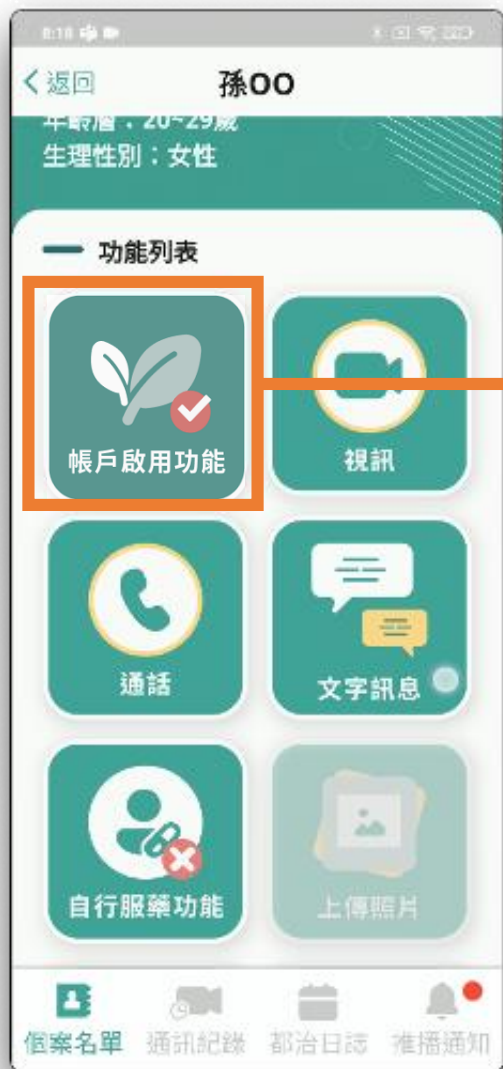 8:18
返回
孫OO
年齡層：20~29歲
生理性別：女性
功能列表
帳戶啟用功能
視訊
通話
文字訊息
自行服藥功能
上傳照片
個案名單
通訊紀錄
都治日誌
推播通知